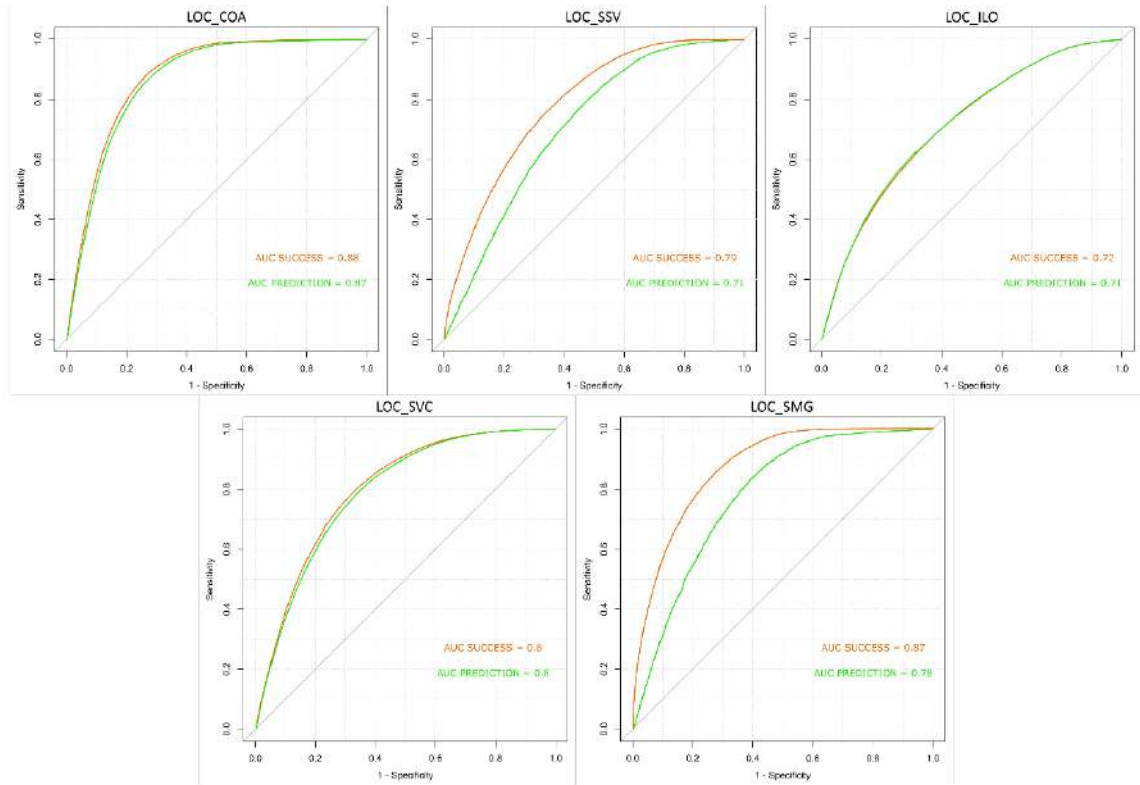 LOC_COA
1.0
0.8
0.6
0.4
0.2
0.0
Sensitivity
AUC SUCCESS = 0.88
AUC PREDICTION = 0.87
0.0 0.2 0.4 0.6 0.8 1.0
1 - Specificity
LOC_SSV
1.0
0.8
0.6
0.4
0.2
0.0
Sensitivity
AUC SUCCESS = 0.79
AUC PREDICTION = 0.71
0.0 0.2 0.4 0.6 0.8 1.0
1 - Specificity
LOC_ILO
1.0
0.8
0.6
0.4
0.2
0.0
Sensitivity
AUC SUCCESS = 0.72
AUC PREDICTION = 0.71
0.0 0.2 0.4 0.6 0.8 1.0
1 - Specificity
LOC_SVC
1.0
0.8
0.6
0.4
0.2
0.0
Sensitivity
AUC SUCCESS = 0.8
AUC PREDICTION = 0.8
0.0 0.2 0.4 0.6 0.8 1.0
1 - Specificity
LOC_SMG
1.0
0.8
0.6
0.4
0.2
0.0
Sensitivity
AUC SUCCESS = 0.87
AUC PREDICTION =
0.0 0.2 0.4 0.6 0.8 1.0
1 - Specificity